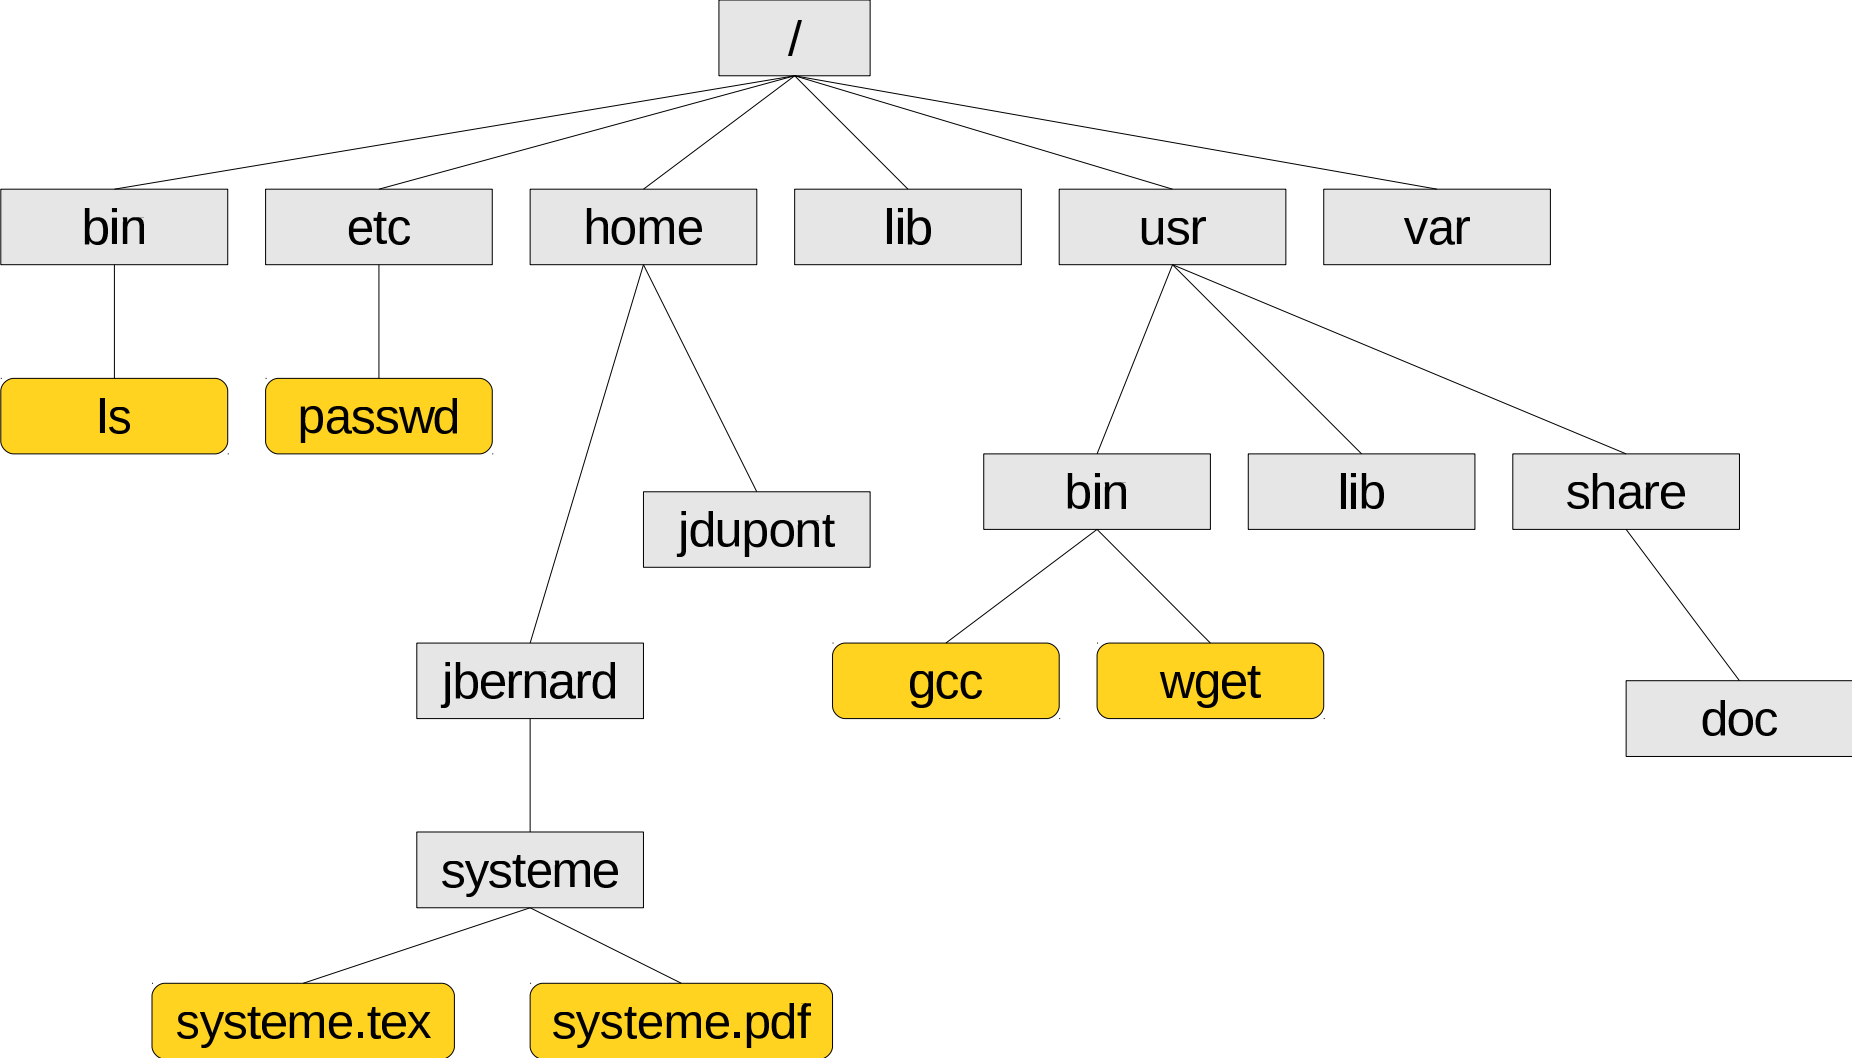 /
bin
etc
home
lib
usr
var
ls
passwd
bin
lib
share
jdupont
jbernard
gcc
wget
doc
systeme
systeme.tex
systeme.pdf